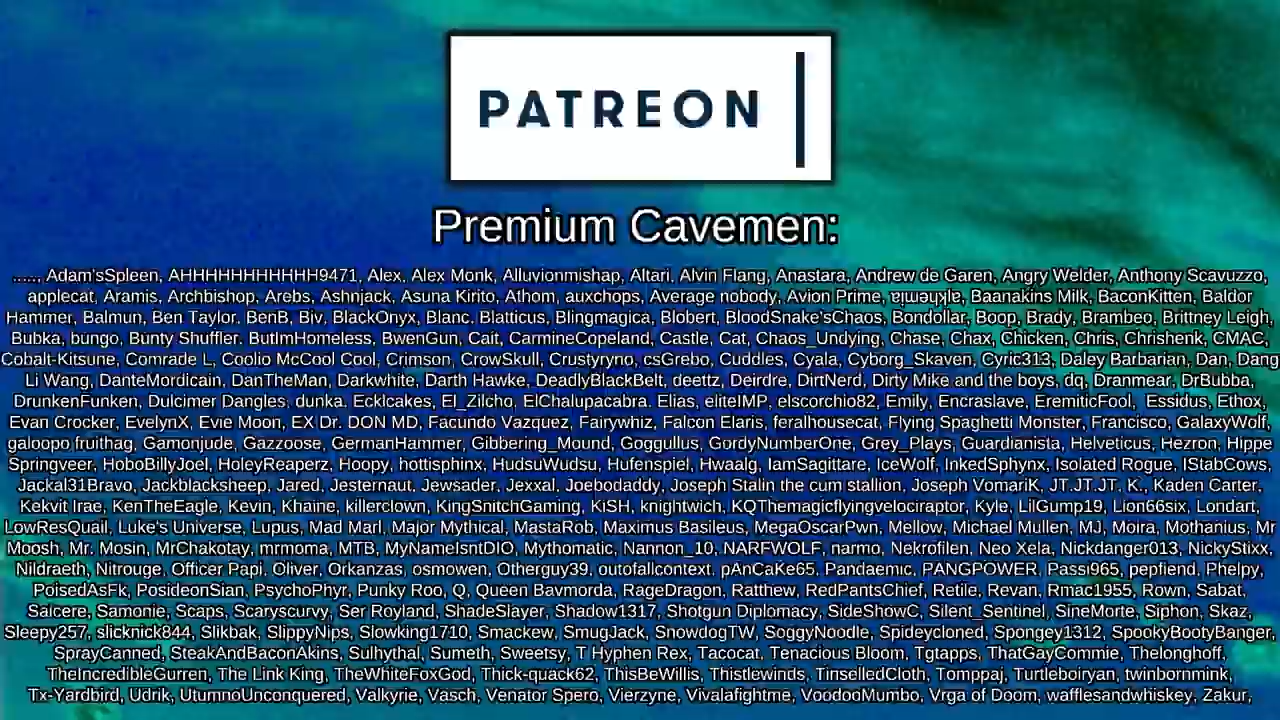 PATREON
Premium Cavemen:
....., Adam'sSpleen, AHHHHHHHHHHH9471, Alex, Alex Monk, Alluvionmishap, Altari, Alvin Flang, Anastara, Andrew de Garen, Angry Welder, Anthony Scavuzzo,
applecat, Aramis, Archbishop, Arebs, Ashnjack, Asuna Kirito, Athom, auxchops, Average nobody, Avion Prime, Baanakins Milk, BaconKitten, Baldor
Hammer, Balmun, Ben Taylor, BenB, Biv, BlackOnyx, Blanc, Blatticus, Blingmagica, Blobert, BloodSnake'sChaos, Bondollar, Boop, Brady, Brambeo, Brittney Leigh,
Bubka, bungo, Bunty Shuffler, ButImHomeless, BwenGun, Cait, CarmineCopeland, Castle, Cat, Chaos_Undying, Chase, Chax, Chicken, Chris, Chrishenk, CMAC,
Cobalt-Kitsune, Comrade L, Coolio McCool Cool, Crimson, CrowSkull, Crustyryno, csGrebo, Cuddles, Cyala, Cyborg_Skaven, Cyric313, Daley Barbarian, Dan, Dang
Li Wang, DanteMordicain, DanTheMan, Darkwhite, Darth Hawke, DeadlyBlackBelt, deettz, Deirdre, DirtNerd, Dirty Mike and the boys, dq, Dranmear, DrBubba,
DrunkenFunken, Dulcimer Dangles, dunka, Ecklcakes, El_Zilcho, ElChalupacabra, Elias, eliteIMP, elscorchio82, Emily, Encraslave, EremiticFool, Essidus, Ethox,
Evan Crocker, EvelynX, Evie Moon, EX Dr. DON MD, Facundo Vazquez, Fairywhiz, Falcon Elaris, feralhousecat, Flying Spaghetti Monster, Francisco, GalaxyWolf,
galoopo fruithag, Gamonjude, Gazzoose, GermanHammer, Gibbering_Mound, Goggullus, GordyNumberOne, Grey_Plays, Guardianista, Helveticus, Hezron, Hippe
Springveer, HoboBillyJoel, HoleyReaperz, Hoopy, hottisphinx, HudsuWudsu, Hufenspiel, Hwaalg, IamSagittare, IceWolf, InkedSphynx, Isolated Rogue, IStabCows,
Jackal31Bravo, Jackblacksheep, Jared, Jesternaut, Jewsader, Jexxal, Joebodaddy, Joseph Stalin the cum stallion, Joseph VomariK, JT.JT.JT. K., Kaden Carter,
Kekvit Irae, KenTheEagle, Kevin, Khaine, killerclown, KingSnitchGaming, KiSH, knightwich, KQThemagicflyingvelociraptor, Kyle, LilGump19, Lion66six, Londart,
LowResQuail, Luke's Universe, Lupus, Mad Marl, Major Mythical, MastaRob, Maximus Basileus, MegaOscarPwn, Mellow, Michael Mullen, MJ, Moira, Mothanius, Mr
Moosh, Mr. Mosin, MrChakotay, mrmoma, MTB, MyNameIsntDIO, Mythomatic, Nannon_10, NARFWOLF, narmo, Nekrofilen, Neo Xela, Nickdanger013, NickyStixx,
Nildraeth, Nitrouge, Officer Papi, Oliver, Orkanzas, osmowen, Otherguy39, outofallcontext, pAnCaKe65, Pandaemic, PANGPOWER, Passi965, pepfiend, Phelpy,
PoisedAsFk, PosideonSian, PsychoPhyr, Punky Roo, Q, Queen Bavmorda, RageDragon, Ratthew, RedPantsChief, Retile, Revan, Rmac1955, Rown, Sabat,
Saicere, Samonie, Scaps, Scaryscurvy, Ser Royland, ShadeSlayer, Shadow1317, Shotgun Diplomacy, SideShowC, Silent_Sentinel, SineMorte, Siphon, Skaz,
Sleepy257, slicknick844, Slikbak, SlippyNips, Slowking1710, Smackew, SmugJack, SnowdogTW, SoggyNoodle, Spideycloned, Spongey1312, SpookyBootyBanger,
SprayCanned, SteakAndBaconAkins, Sulhythal, Sumeth, Sweetsy, T Hyphen Rex, Tacocat, Tenacious Bloom, Tgtapps, ThatGayCommie, Thelonghoff,
TheIncredibleGurren, The Link King, TheWhiteFoxGod, Thick-quack62, ThisBeWillis, Thistlewinds, TinselledCloth, Tomppaj, Turtleboiryan, twinbornmink,
Tx-Yardbird, Udrik, UtumnoUnconquered, Valkyrie, Vasch, Venator Spero, Vierzyne, Vivalafightme, VoodooMumbo, Vrga of Doom, wafflesandwhiskey, Zakur,